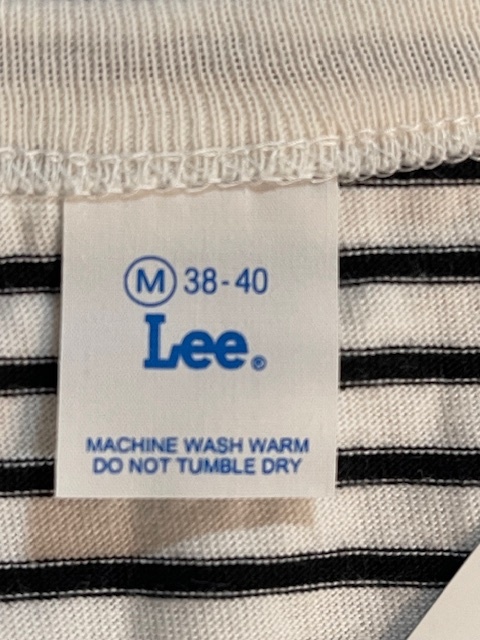 M 38-40
Lee®
MACHINE WASH WARM
DO NOT TUMBLE DRY